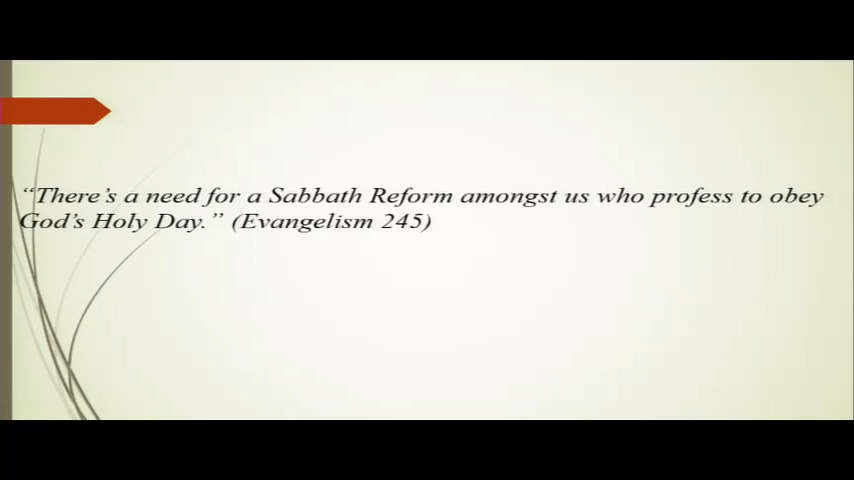 “There’s a need for a Sabbath Reform amongst us who profess to obey
God’s Holy Day.” (Evangelism 245)